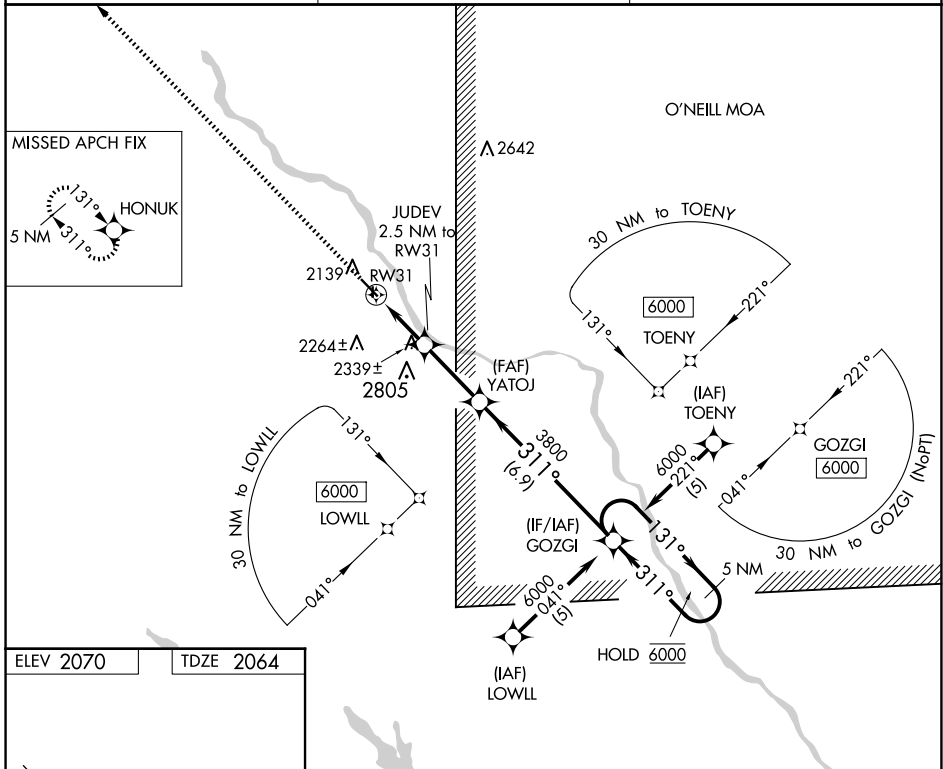 O'NEILL MOA
MISSED APCH FIX
131°
HONUK
5 NM
311°
2642
JUDEV
2.5 NM to
RW31
30 NM to TOENY
2139
RW31
6000
TOENY
131°
221°
2264±
2339±
2805
(FAF)
YATOJ
(IAF)
TOENY
221°
GOZGI
6000
041°
30 NM to GOZGI (NoPT)
30 NM to LOWLL
131°
6000
LOWLL
041°
3800
311°
(6.9)
6000
221°
(5)
(IF/IAF)
GOZGI
131°
311°
5 NM
6000
041°
(5)
HOLD 6000
(IAF)
LOWLL
ELEV 2070
TDZE 2064